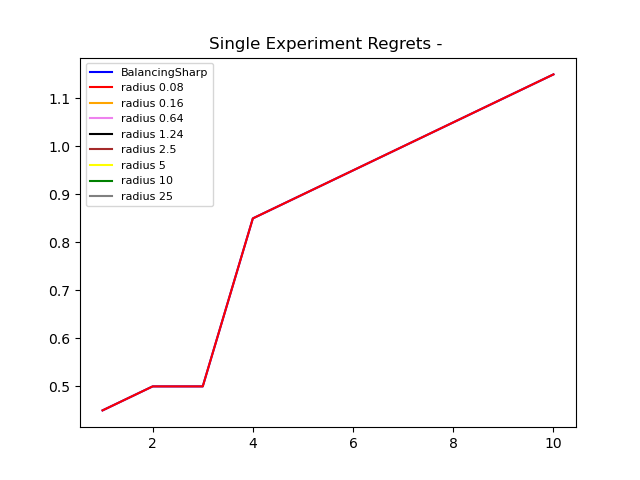 Single Experiment Regrets -
BalancingSharp
radius 0.08
radius 0.16
radius 0.64
radius 1.24
radius 2.5
radius 5
radius 10
radius 25
1.1
1.0
0.9
0.8
0.7
0.6
0.5
2 4 6 8 10